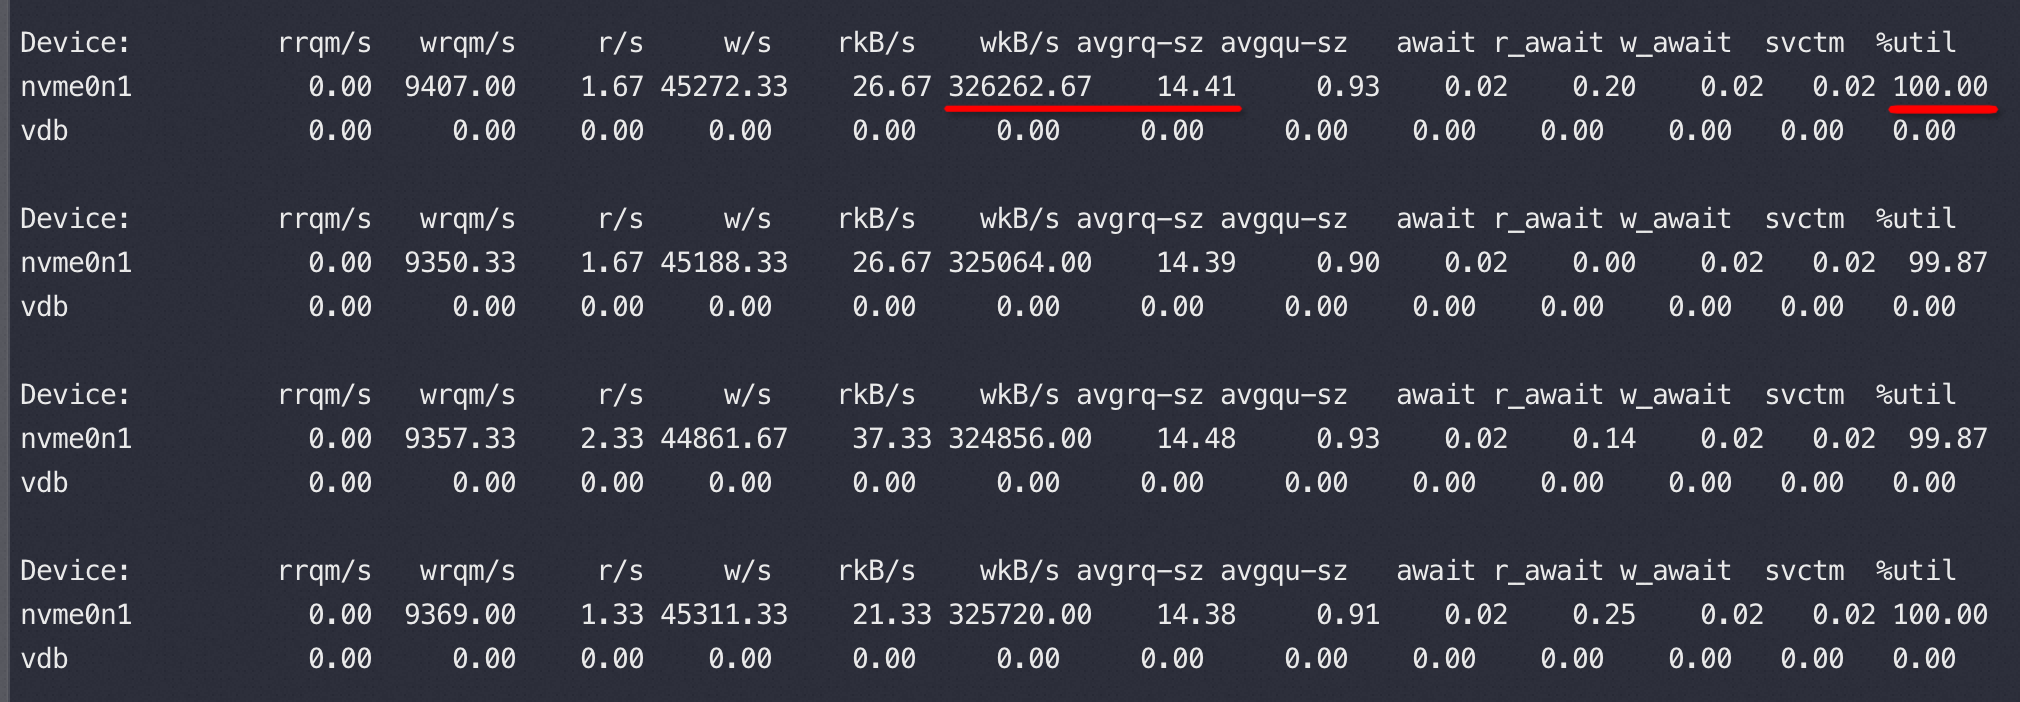 Device: rrqm/s wrqm/s r/s w/s rkB/s wkB/s avgrq-sz avgqu-sz await r_await w_await svctm %util
nvme0n1 0.00 9407.00 1.67 45272.33 26.67 326262.67 14.41 0.93 0.02 0.20 0.02 0.02 100.00
vdb 0.00 0.00 0.00 0.00 0.00 0.00 0.00 0.00 0.00 0.00 0.00 0.00 0.00
Device: rrqm/s wrqm/s r/s w/s rkB/s wkB/s avgrq-sz avgqu-sz await r_await w_await svctm %util
nvme0n1 0.00 9350.33 1.67 45188.33 26.67 325064.00 14.39 0.90 0.02 0.00 0.02 0.02 99.87
vdb 0.00 0.00 0.00 0.00 0.00 0.00 0.00 0.00 0.00 0.00 0.00 0.00 0.00
Device: rrqm/s wrqm/s r/s w/s rkB/s wkB/s avgrq-sz avgqu-sz await r_await w_await svctm %util
nvme0n1 0.00 9357.33 2.33 44861.67 37.33 324856.00 14.48 0.93 0.02 0.14 0.02 0.02 99.87
vdb 0.00 0.00 0.00 0.00 0.00 0.00 0.00 0.00 0.00 0.00 0.00 0.00 0.00
Device: rrqm/s wrqm/s r/s w/s rkB/s wkB/s avgrq-sz avgqu-sz await r_await w_await svctm %util
nvme0n1 0.00 9369.00 1.33 45311.33 21.33 325720.00 14.38 0.91 0.02 0.25 0.02 0.02 100.00
vdb 0.00 0.00 0.00 0.00 0.00 0.00 0.00 0.00 0.00 0.00 0.00 0.00 0.00